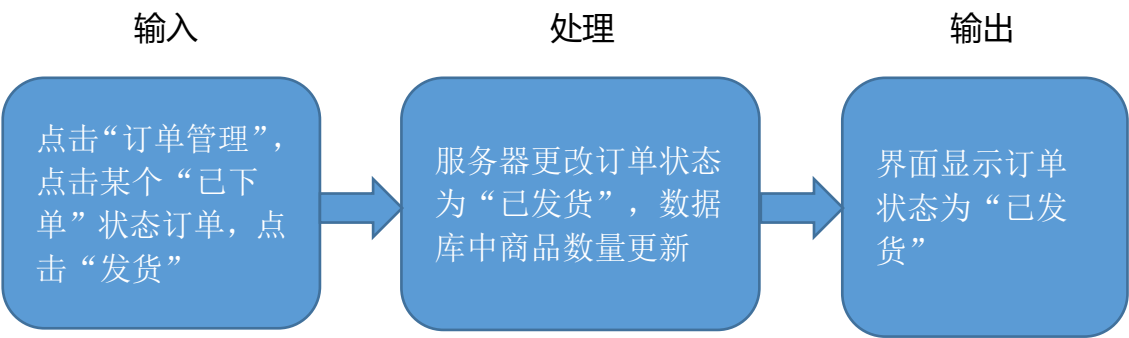 输入
处理
输出
点击“订单管理”，
点击某个“已下
单”状态订单，点
击“发货”
服务器更改订单状态
为“已发货”，数据
库中商品数量更新
界面显示订单
状态为“已发
货”